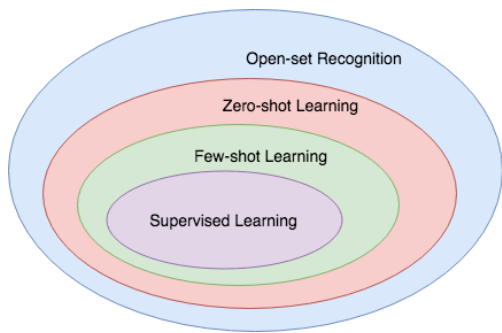 Open-set Recognition
Zero-shot Learning
Few-shot Learning
Supervised Learning